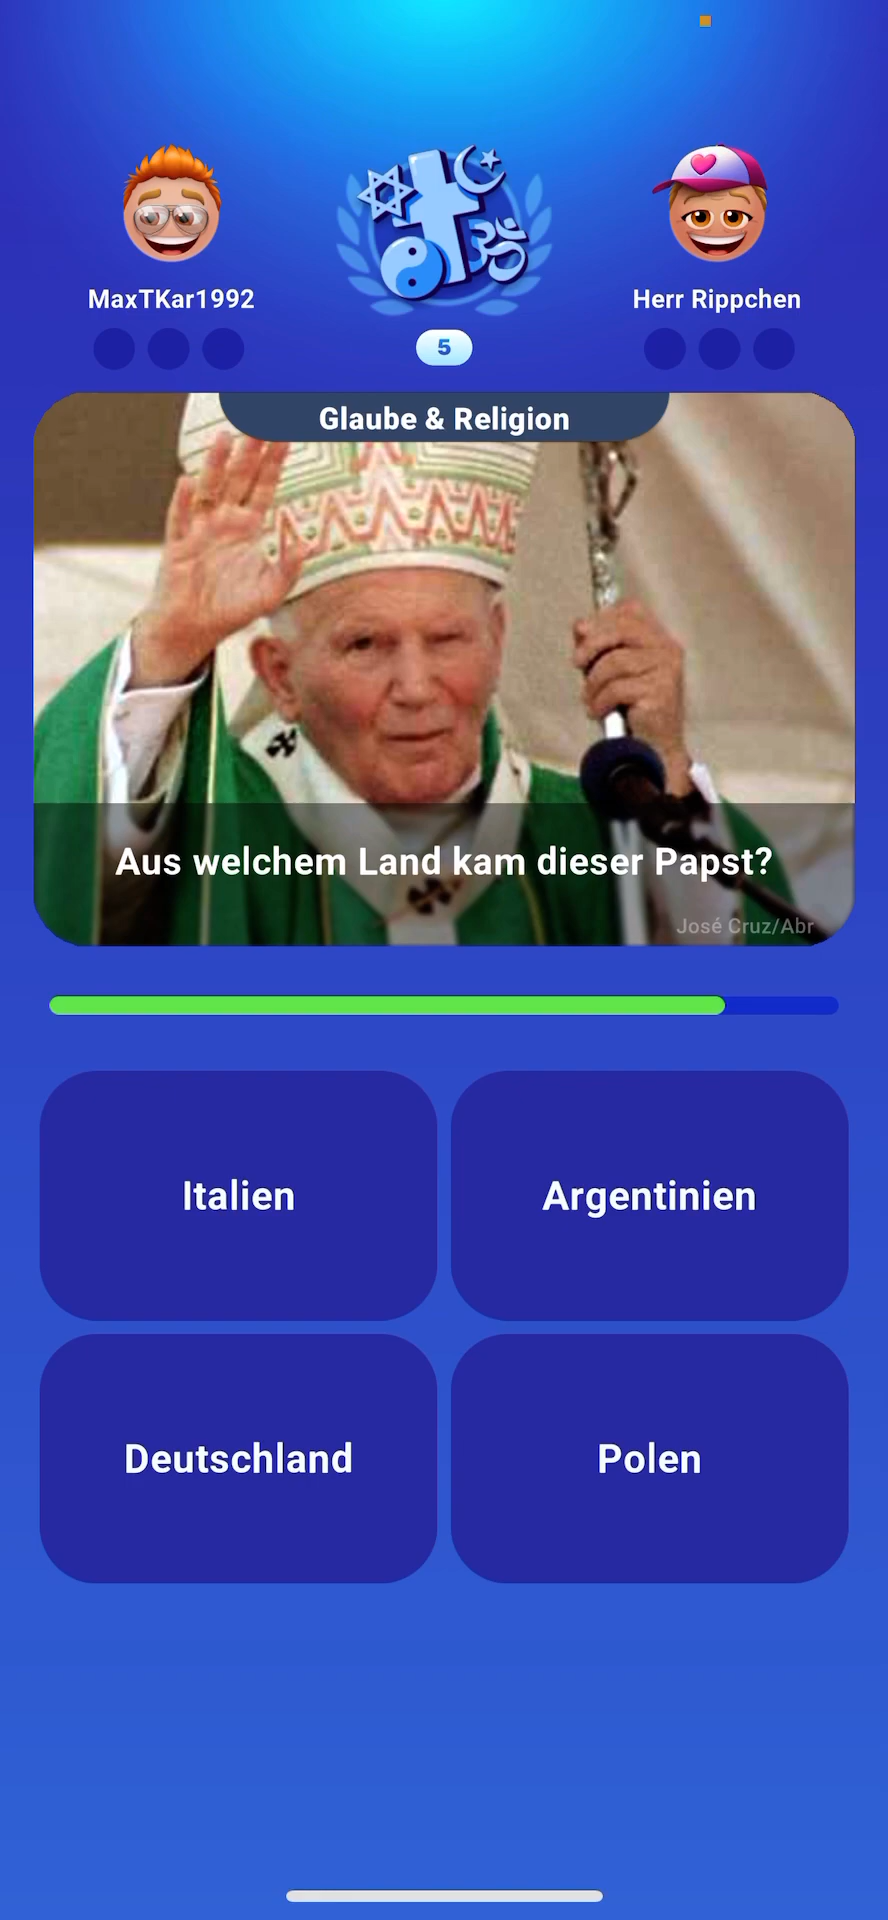 MaxTKar1992
Herr Rippchen
5
Glaube & Religion
Aus welchem Land kam dieser Papst?
José Cruz/Abr
Italien
Argentinien
Deutschland
Polen